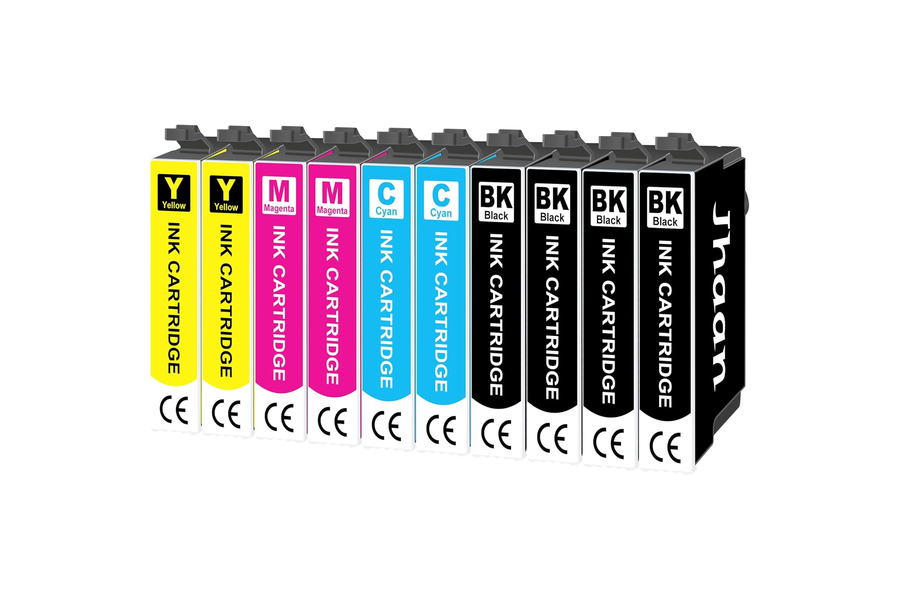 Y
Yellow
INK CARTRIDGE
CE
Y
Yellow
INK CARTRIDGE
CE
M
Magenta
INK CARTRIDGE
CE
M
Magenta
INK CARTRIDGE
CE
C
Cyan
INK CARTRIDGE
CE
C
Cyan
INK CARTRIDGE
CE
BK
Black
INK CARTRIDGE
CE
BK
Black
INK CARTRIDGE
CE
BK
Black
INK CARTRIDGE
CE
BK
Black
INK CARTRIDGE
CE
Jhaan